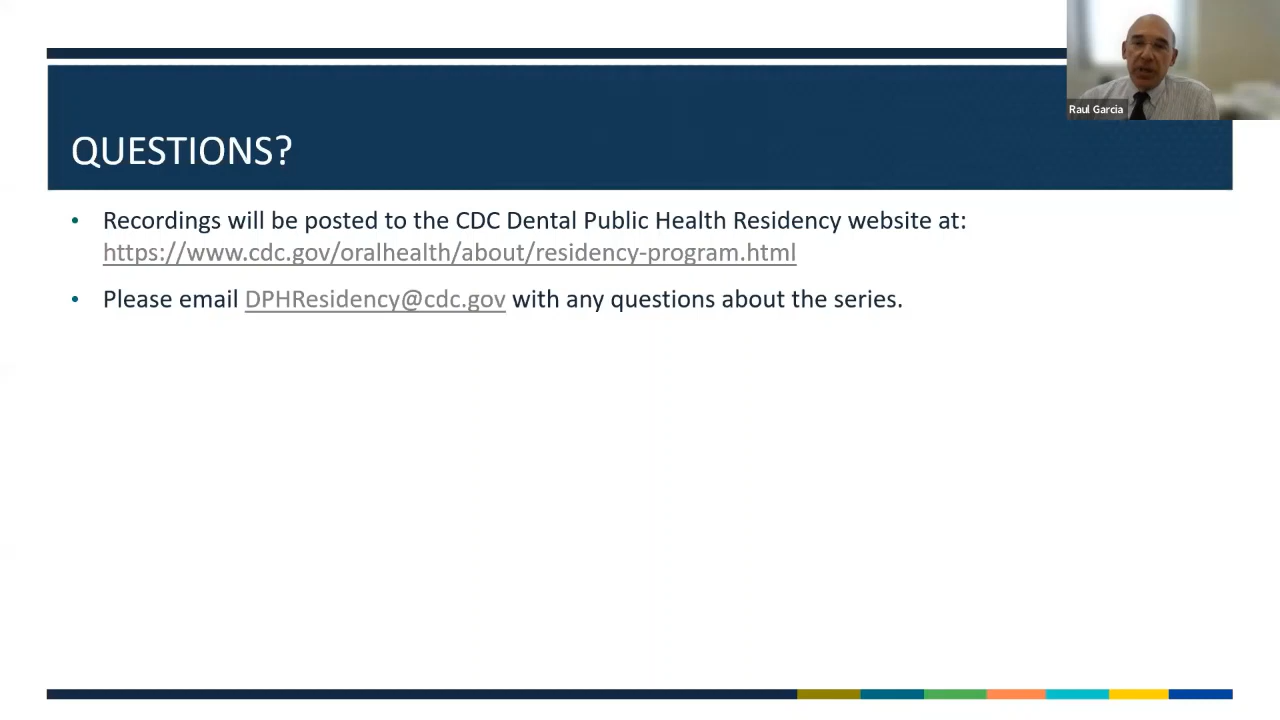 Raul Garcia
QUESTIONS?
• Recordings will be posted to the CDC Dental Public Health Residency website at:
https://www.cdc.gov/oralhealth/about/residency-program.html
• Please email DPHResidency@cdc.gov with any questions about the series.